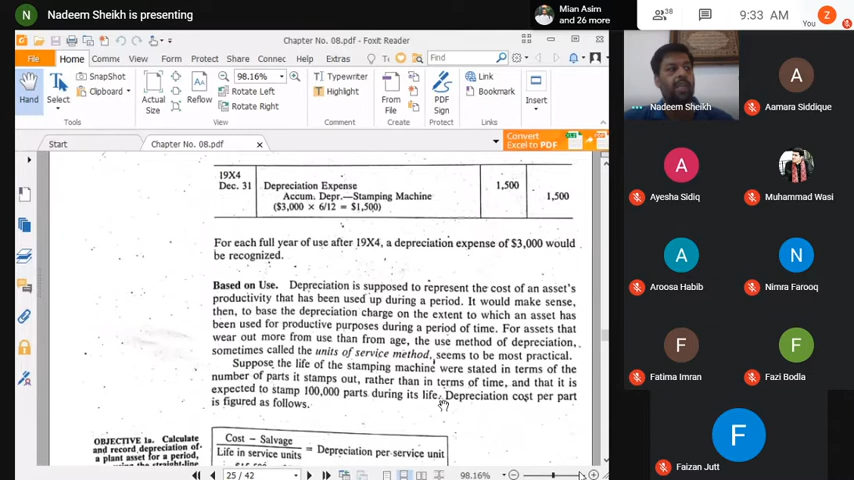 N Nadeem Sheikh is presenting
Mian Asim
and 26 more
38
9:33 AM
Z
You
Chapter No. 08.pdf - Foxit Reader
File Home Comme View Form Protect Share Connec Help Extras Find
Hand
Select
SnapShot
Clipboard
Tools
Actual
Size
Reflow
98.16%
Rotate Left
Rotate Right
View
Typewriter
Highlight
Comment
From
File
Create
PDF
Sign
Protect
Link
Bookmark
Links
Insert
Start
Chapter No. 08.pdf
Convert
Excel to PDF
19X4
Dec. 31 Depreciation Expense 1,500
Accum. Depr.—Stamping Machine 1,500
($3,000 × 6/12 = $1,500)
For each full year of use after 19X4, a depreciation expense of $3,000 would
be recognized.
Based on Use. Depreciation is supposed to represent the cost of an asset's
productivity that has been used up during a period. It would make sense,
then, to base the depreciation charge on the extent to which an asset has
been used for productive purposes during a period of time. For assets that
wear out more from use than from age, the use method of depreciation,
sometimes called the units of service method, seems to be most practical.
Suppose the life of the stamping machine were stated in terms of the
number of parts it stamps out, rather than in terms of time, and that it is
expected to stamp 100,000 parts during its life. Depreciation cost per part
is figured as follows.
OBJECTIVE 1a. Calculate
and record depreciation of
a plant asset for a period,
Cost – Salvage
Life in service units
= Depreciation per service unit
25 / 42
98.16%
Nadeem Sheikh
A
Aamara Siddique
A
Ayesha Sidiq
Muhammad Wasi
A
Aroosa Habib
N
Nimra Farooq
F
Fatima Imran
F
Fazi Bodla
F
Faizan Jutt